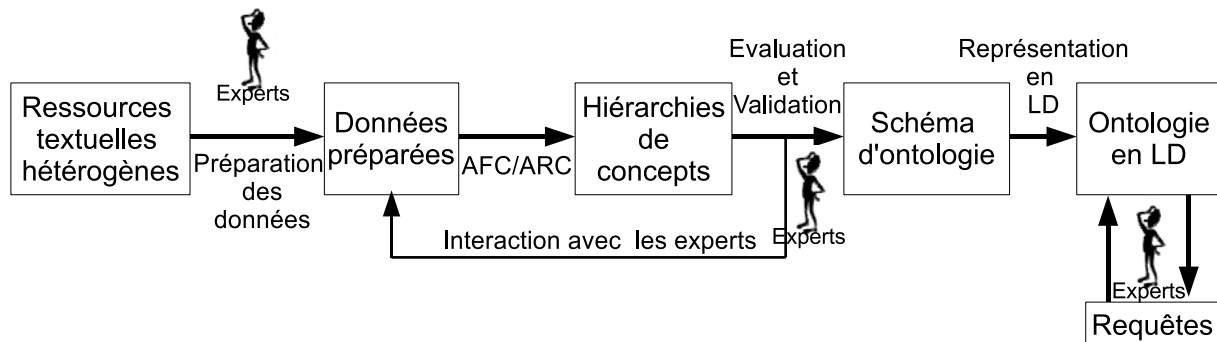 Experts
Ressources
textuelles
hétérogènes
Préparation
des
données
Données
préparées
AFC/ARC
Hiérarchies
de
concepts
Evaluation
et
Validation
Experts
Interaction avec les experts
Schéma
d'ontologie
Représentation
en
LD
Ontologie
en LD
Experts
Requêtes